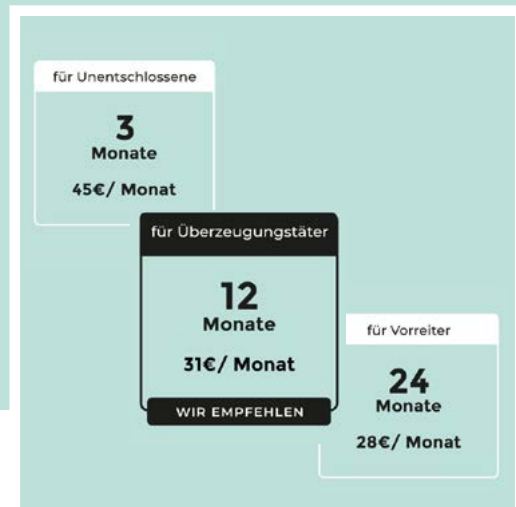 für Unentschlossene
3
Monate
45€/ Monat
für Überzeugungstäter
12
Monate
31€/ Monat
WIR EMPFEHLEN
für Vorreiter
24
Monate
28€/ Monat